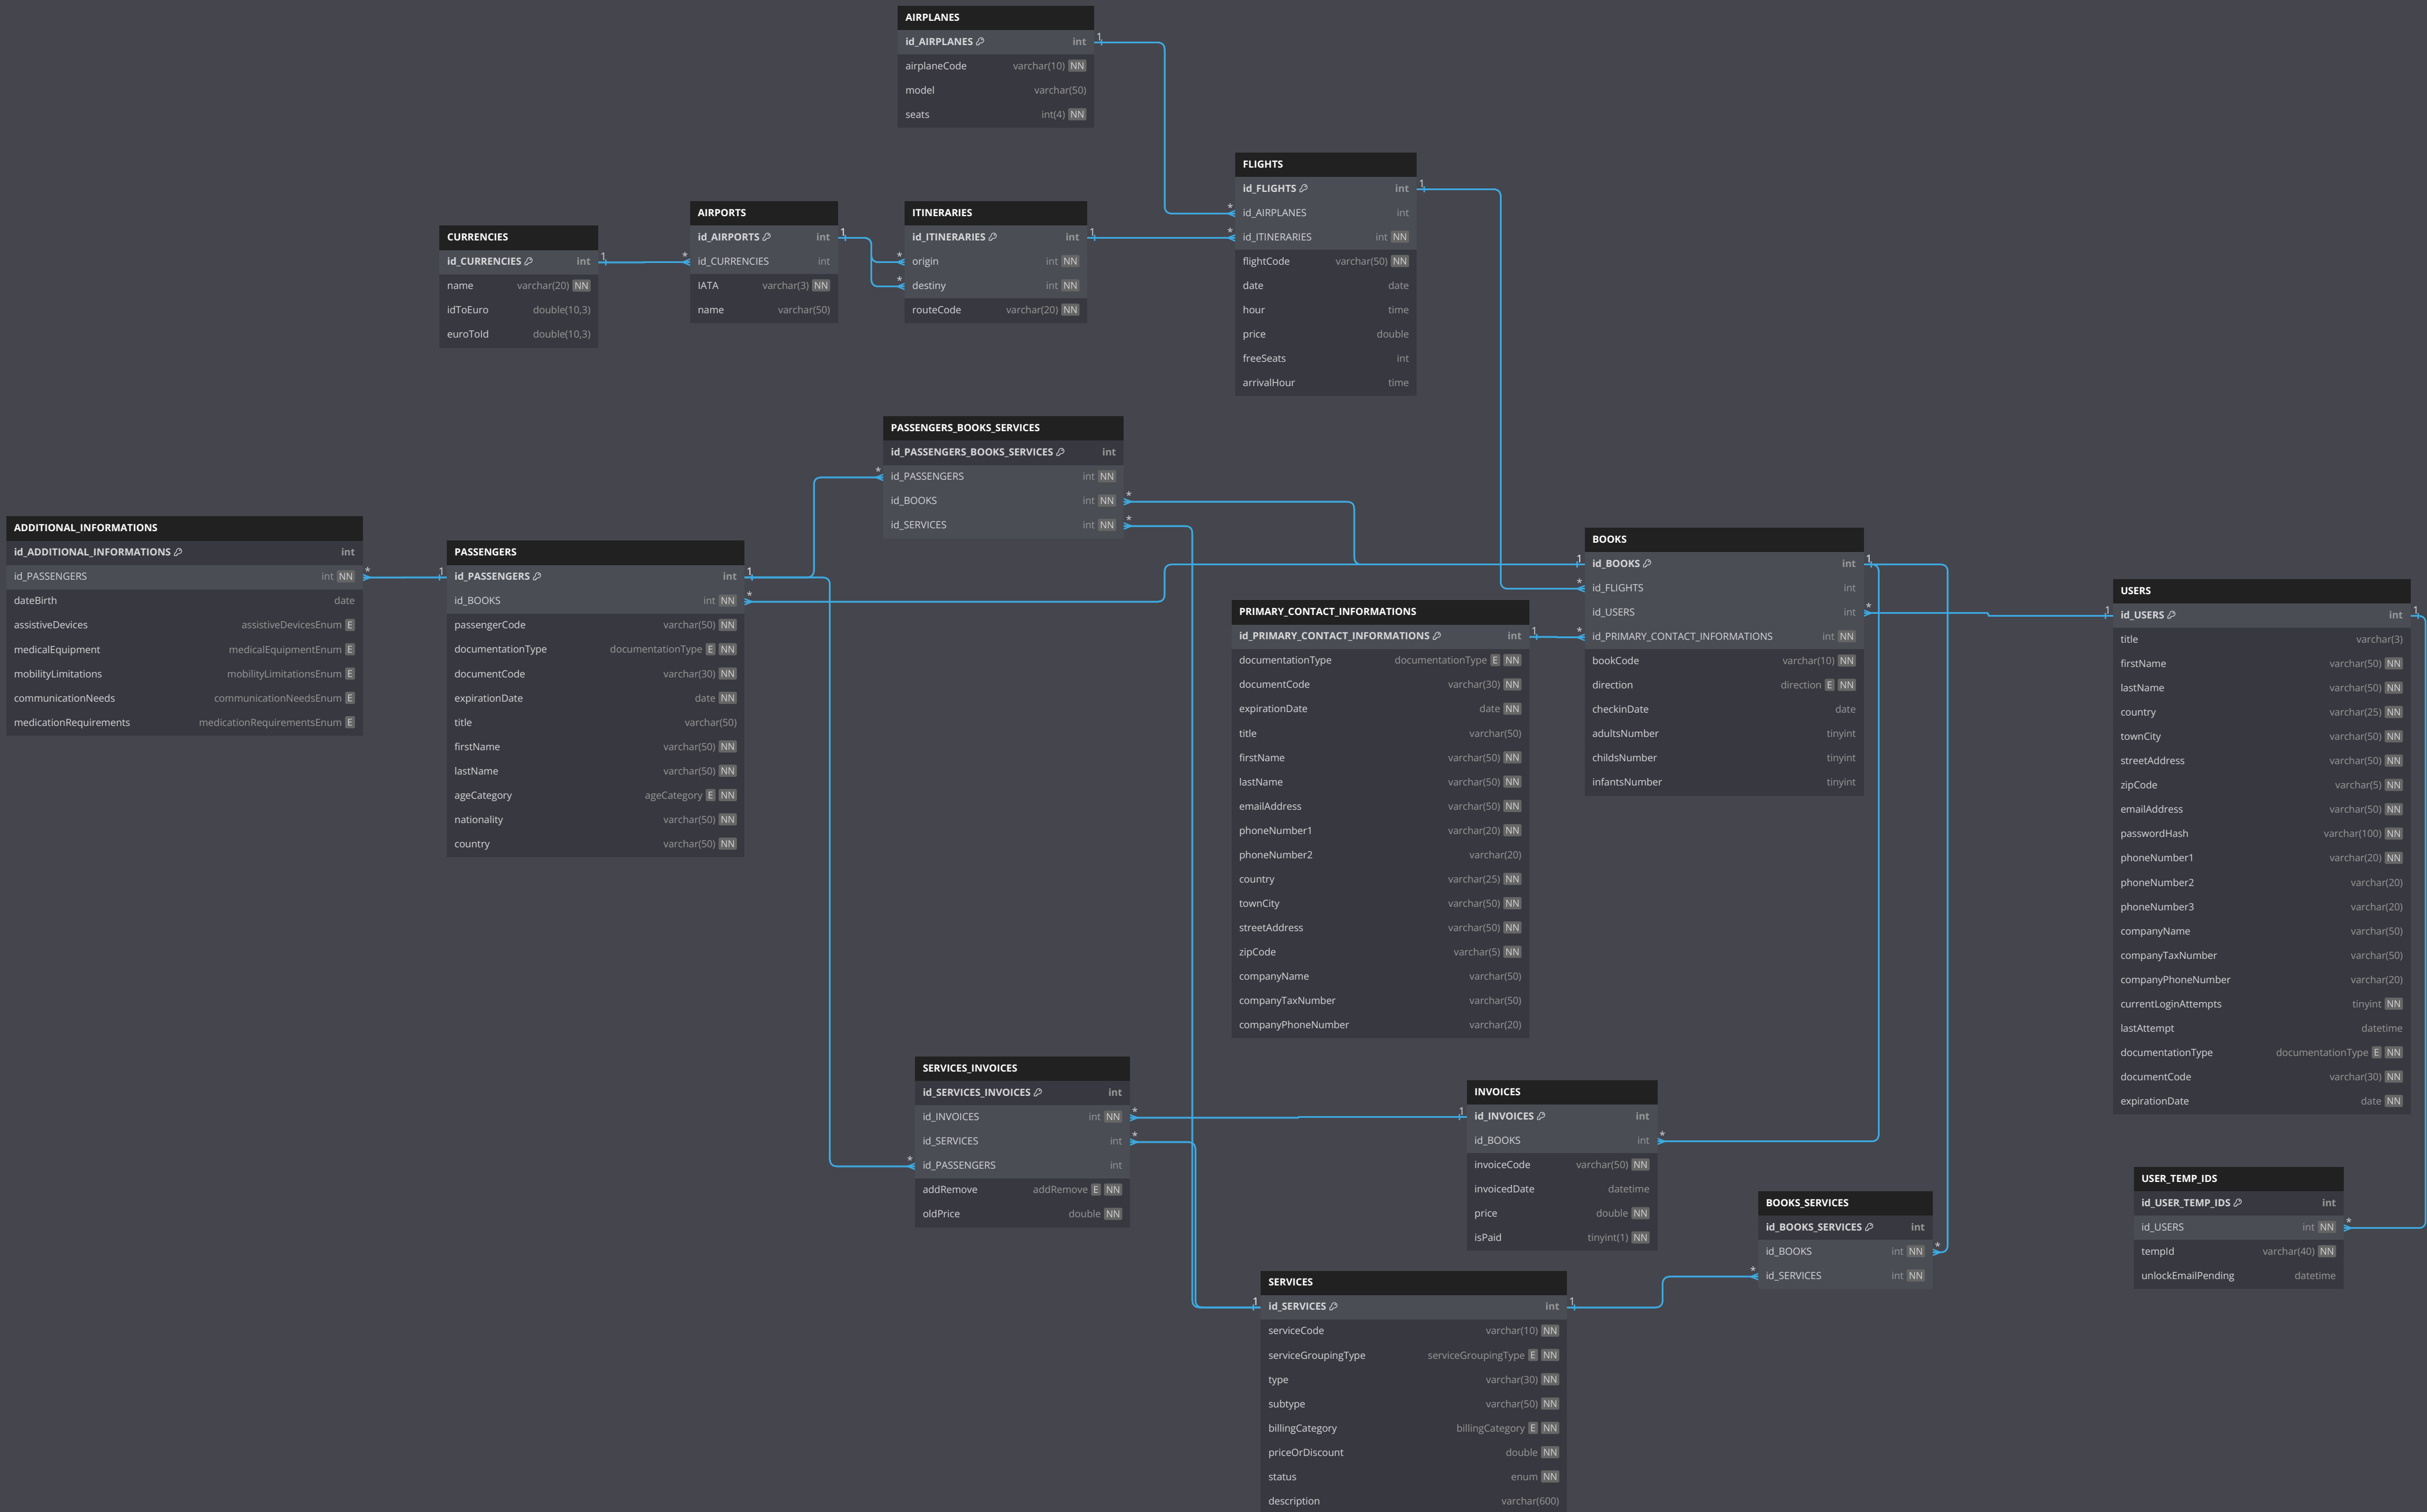 AIRPLANES
id_AIRPLANES int
airplaneCode varchar(10) NN
model varchar(50)
seats int(4) NN
FLIGHTS
id_FLIGHTS int
id_AIRPLANES int
id_ITINERARIES int NN
flightCode varchar(50) NN
date date
hour time
price double
freeSeats int
arrivalHour time
AIRPORTS
id_AIRPORTS int
id_CURRENCIES int
IATA varchar(3) NN
name varchar(50)
ITINERARIES
id_ITINERARIES int
origin int NN
destiny int NN
routeCode varchar(20) NN
CURRENCIES
id_CURRENCIES int
name varchar(20) NN
idToEuro double(10,3)
euroToId double(10,3)
PASSENGERS_BOOKS_SERVICES
id_PASSENGERS_BOOKS_SERVICES int
id_PASSENGERS int NN
id_BOOKS int NN
id_SERVICES int NN
ADDITIONAL_INFORMATIONS
id_ADDITIONAL_INFORMATIONS int
id_PASSENGERS int NN
dateBirth date
assistiveDevices assistiveDevicesEnum E
medicalEquipment medicalEquipmentEnum E
mobilityLimitations mobilityLimitationsEnum E
communicationNeeds communicationNeedsEnum E
medicationRequirements medicationRequirementsEnum E
PASSENGERS
id_PASSENGERS int
id_BOOKS int NN
passengerCode varchar(50) NN
documentationType documentationType E NN
documentCode varchar(30) NN
expirationDate date NN
title varchar(50)
firstName varchar(50) NN
lastName varchar(50) NN
ageCategory ageCategory E NN
nationality varchar(50) NN
country varchar(50) NN
BOOKS
id_BOOKS int
id_FLIGHTS int
id_USERS int
id_PRIMARY_CONTACT_INFORMATIONS int NN
bookCode varchar(10) NN
direction direction E NN
checkinDate date
adultsNumber tinyint
childsNumber tinyint
infantsNumber tinyint
PRIMARY_CONTACT_INFORMATIONS
id_PRIMARY_CONTACT_INFORMATIONS int
documentationType documentationType E NN
documentCode varchar(30) NN
expirationDate date NN
title varchar(50)
firstName varchar(50) NN
lastName varchar(50) NN
emailAddress varchar(50) NN
phoneNumber1 varchar(20) NN
phoneNumber2 varchar(20)
country varchar(25) NN
townCity varchar(50) NN
streetAddress varchar(50) NN
zipCode varchar(5) NN
companyName varchar(50)
companyTaxNumber varchar(50)
companyPhoneNumber varchar(20)
USERS
id_USERS int
title varchar(3)
firstName varchar(50) NN
lastName varchar(50) NN
country varchar(25) NN
townCity varchar(50) NN
streetAddress varchar(50) NN
zipCode varchar(5) NN
emailAddress varchar(50) NN
passwordHash varchar(100) NN
phoneNumber1 varchar(20) NN
phoneNumber2 varchar(20)
phoneNumber3 varchar(20)
companyName varchar(50)
companyTaxNumber varchar(50)
companyPhoneNumber varchar(20)
currentLoginAttempts tinyint NN
lastAttempt datetime
documentationType documentationType E NN
documentCode varchar(30) NN
expirationDate date NN
SERVICES_INVOICES
id_SERVICES_INVOICES int
id_INVOICES int NN
id_SERVICES int
id_PASSENGERS int
addRemove addRemove E NN
oldPrice double NN
INVOICES
id_INVOICES int
id_BOOKS int
invoiceCode varchar(50) NN
invoicedDate datetime
price double NN
isPaid tinyint(1) NN
USER_TEMP_IDS
id_USER_TEMP_IDS int
id_USERS int NN
tempId varchar(40) NN
unlockEmailPending datetime
BOOKS_SERVICES
id_BOOKS_SERVICES int
id_BOOKS int NN
id_SERVICES int NN
SERVICES
id_SERVICES int
serviceCode varchar(10) NN
serviceGroupingType serviceGroupingType E NN
type varchar(30) NN
subtype varchar(50) NN
billingCategory billingCategory E NN
priceOrDiscount double NN
status enum NN
description varchar(600)